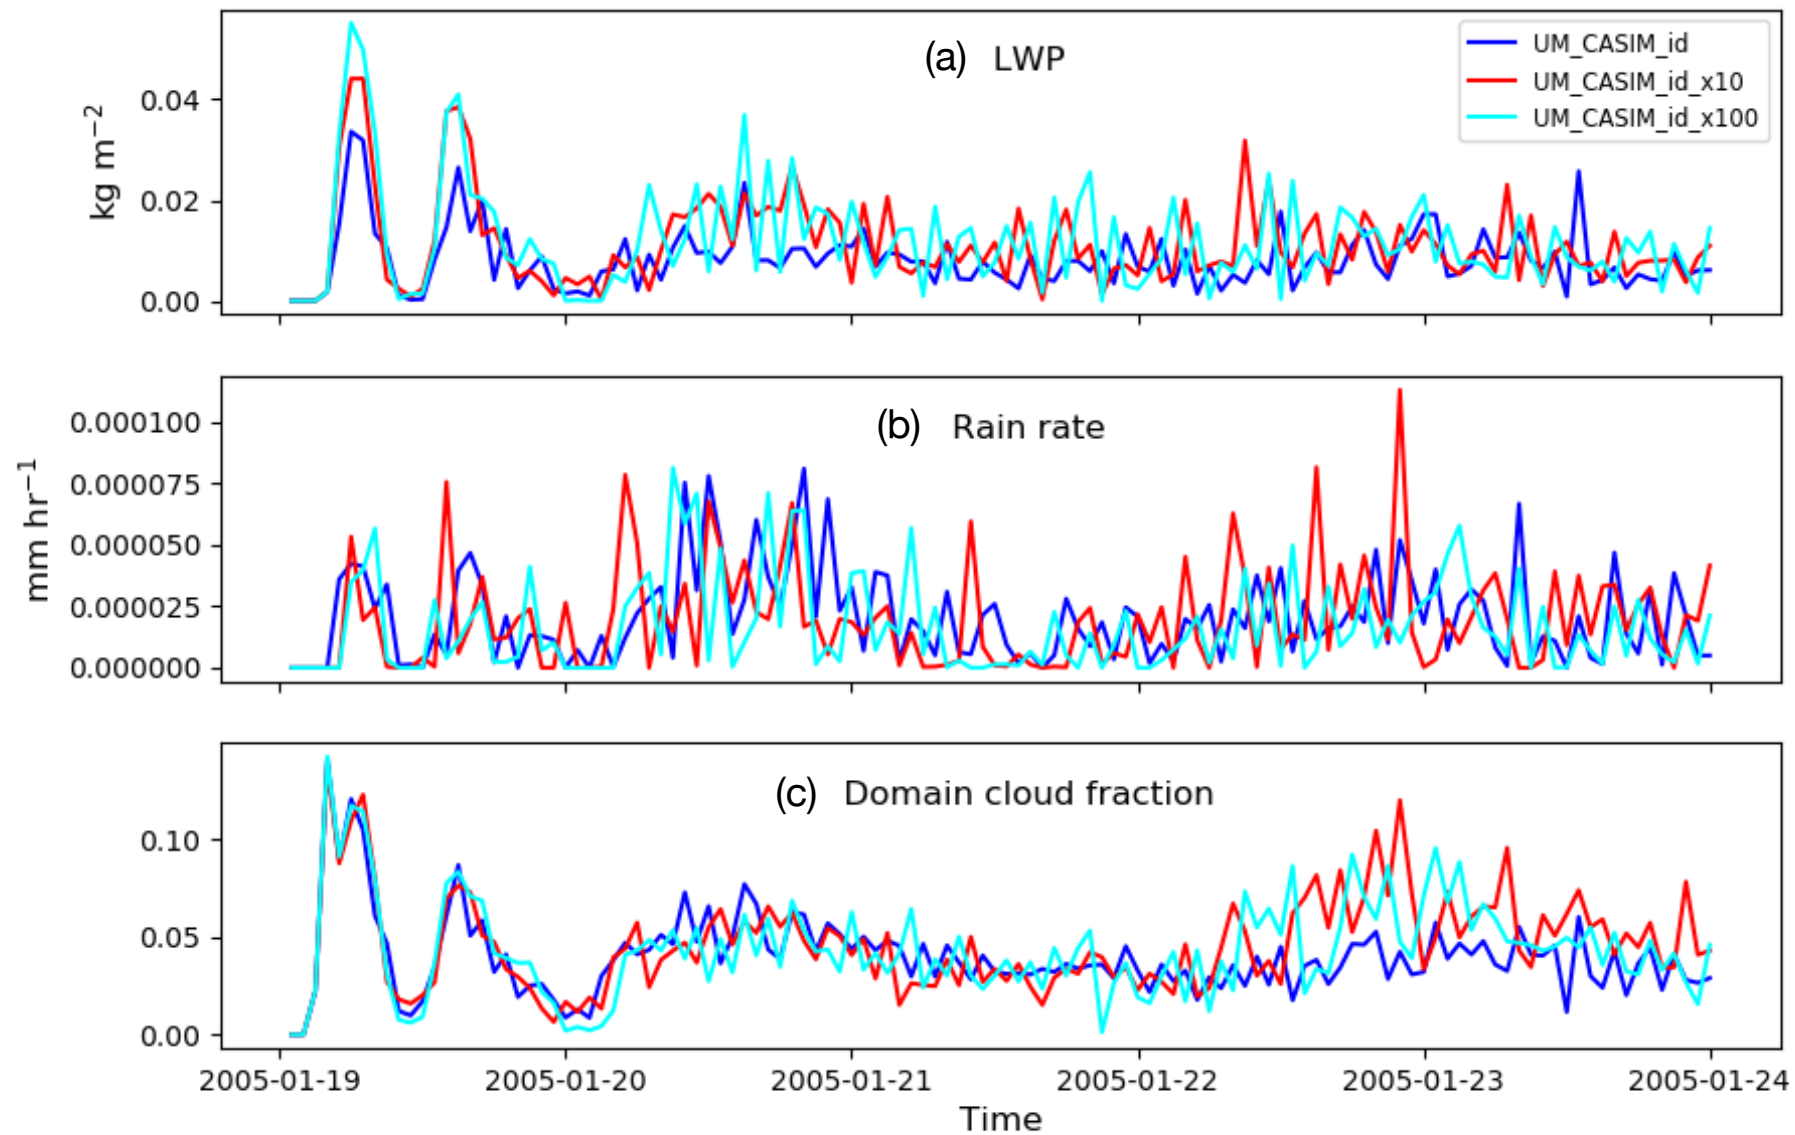 (a) LWP
UM_CASIM_id
UM_CASIM_id_x10
UM_CASIM_id_x100
kg m⁻²
0.04
0.02
0.00
(b) Rain rate
mm hr⁻¹
0.000100
0.000075
0.000050
0.000025
0.000000
(c) Domain cloud fraction
0.10
0.05
0.00
2005-01-19 2005-01-20 2005-01-21 2005-01-22 2005-01-23 2005-01-24
Time